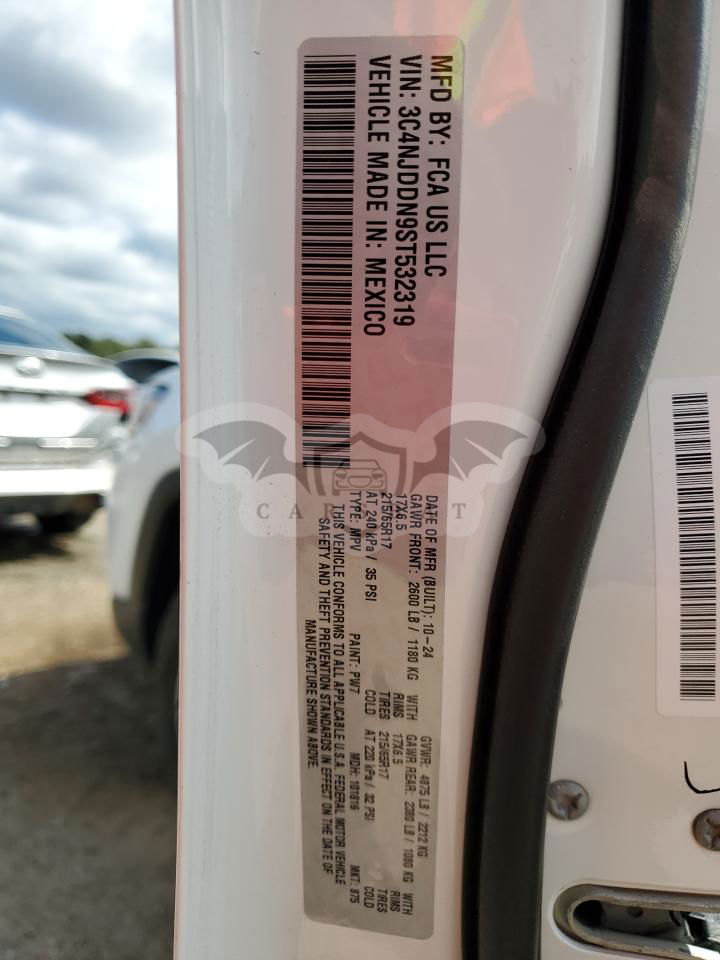 MFD BY: FCA US LLC
VIN: 3C4NJDDN9ST532319
VEHICLE MADE IN: MEXICO
DATE OF MFR (BUILT): 10-24 GVWR: 4875 LB / 2212 KG
GAWR FRONT: 2600 LB / 1180 KG WITH GAWR REAR: 2380 LB / 1080 KG WITH
17X6.5 RIMS 17X6.5 RIMS
215/65R17 TIRES 215/65R17 TIRES
AT 240 kPa / 35 PSI COLD AT 220 kPa / 32 PSI COLD
TYPE: MPV PAINT: PW7 MDH: 101816 MKT: 875
THIS VEHICLE CONFORMS TO ALL APPLICABLE U.S.A. FEDERAL MOTOR VEHICLE
SAFETY AND THEFT PREVENTION STANDARDS IN EFFECT ON THE DATE OF
MANUFACTURE SHOWN ABOVE.